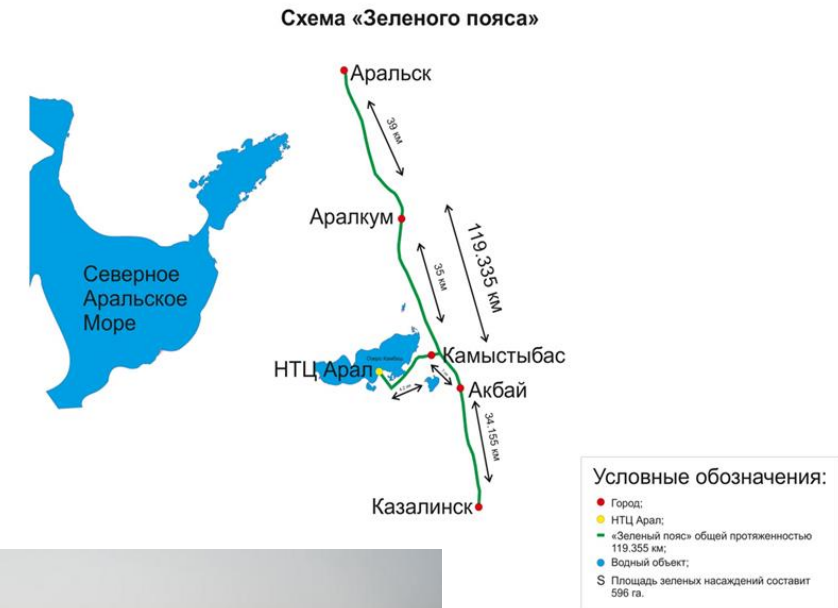 Схема «Зеленого пояса»
Аральск
39 км
Аралкум
119.335 км
35 км
Северное
Аральское
Море
Камыстыбас
НТЦ Арал
Акбай
34.155 км
Казалинск
Условные обозначения:
Город;
НТЦ Арал;
«Зеленый пояс» общей протяженностью
119.355 км;
Водный объект;
S Площадь зеленых насаждений составит
596 га.